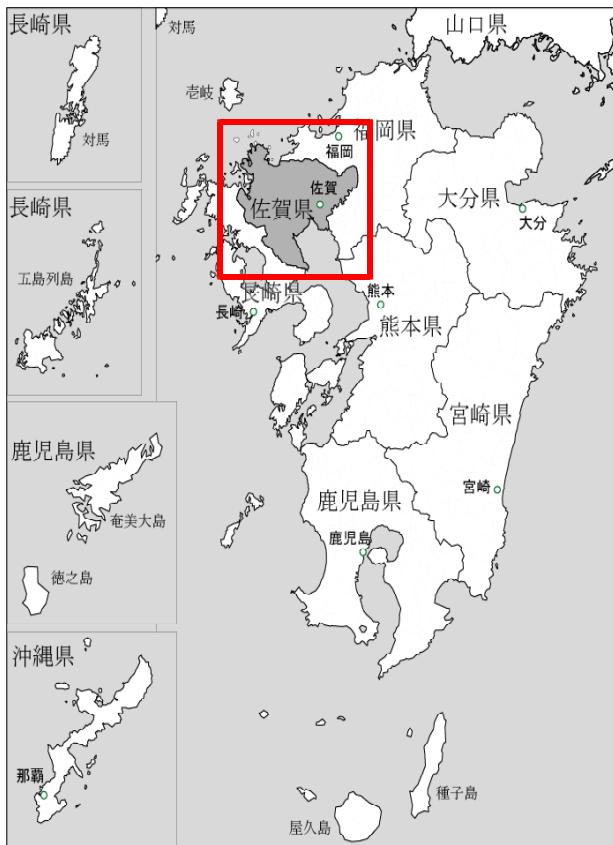 長崎県
対馬
対馬
山口県
壱岐
福岡県
福岡
長崎県
五島列島
佐賀
佐賀県
大分県
大分
長崎県
長崎
熊本
熊本県
宮崎県
宮崎
鹿児島県
鹿児島
鹿児島県
奄美大島
徳之島
沖縄県
那覇
種子島
屋久島